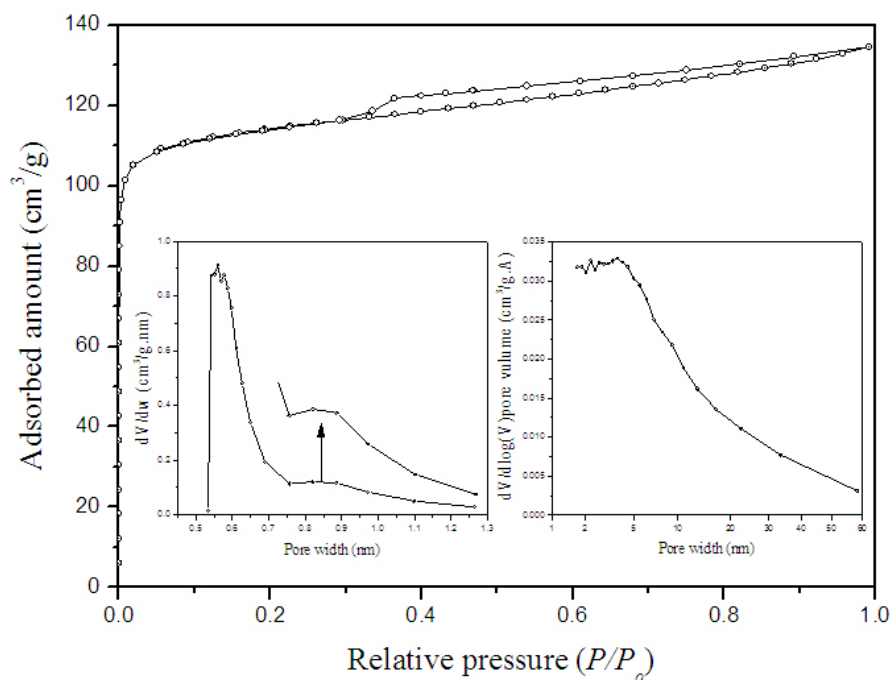 140
120
100
80
60
40
20
0
Adsorbed amount (cm³/g)
0.0 0.2 0.4 0.6 0.8 1.0
Relative pressure (P/Pₒ)
1.0
0.8
0.6
0.4
0.2
0.0
dV/dw (cm³/g.nm)
0.5 0.6 0.7 0.8 0.9 1.0 1.1 1.2 1.3
Pore width (nm)
0.035
0.030
0.025
0.020
0.015
0.010
0.005
0.000
dV/dlog(V)pore vulume (cm³/g.A)
1 2 5 10 20 30 40 50 60
Pore width (nm)